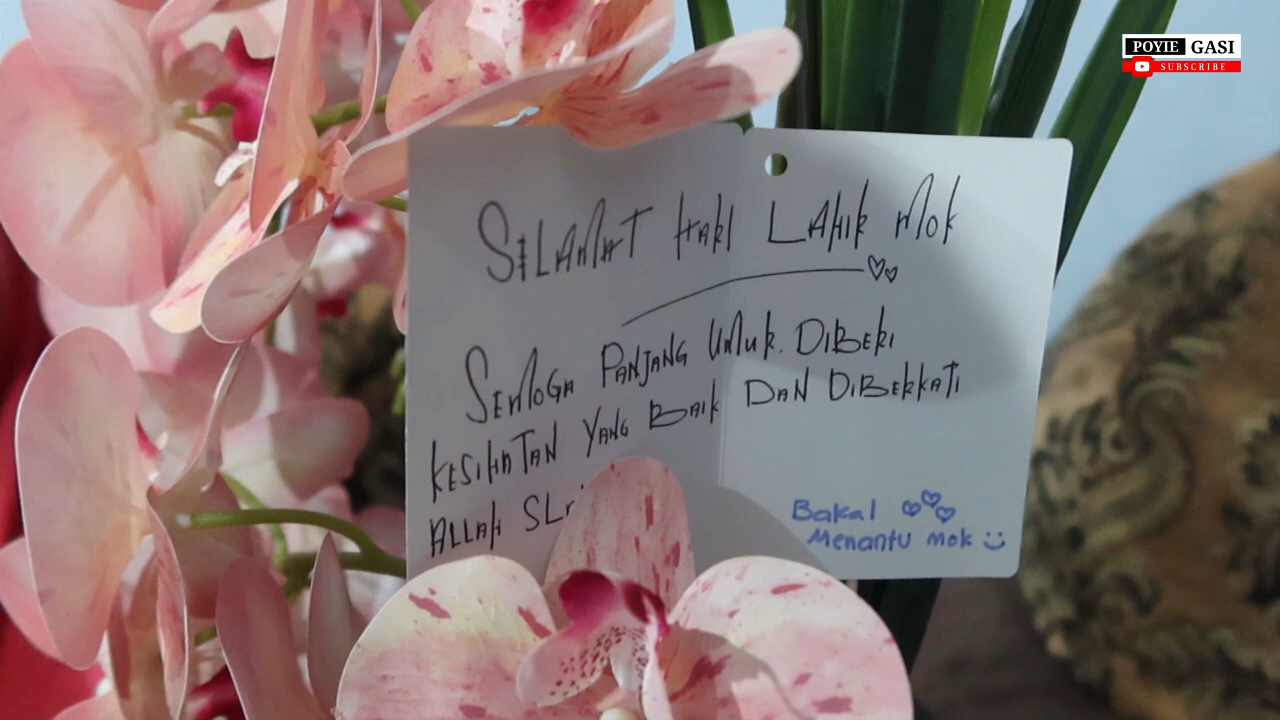 POYIE GASI
SUBSCRIBE
SELAMAT HARI LAHIR MOK
SEMOGA PANJANG UMUR. DIBERI
KESIHATAN YANG BAIK DAN DIBERKATI
ALLAH
Bakal
Menantu mok